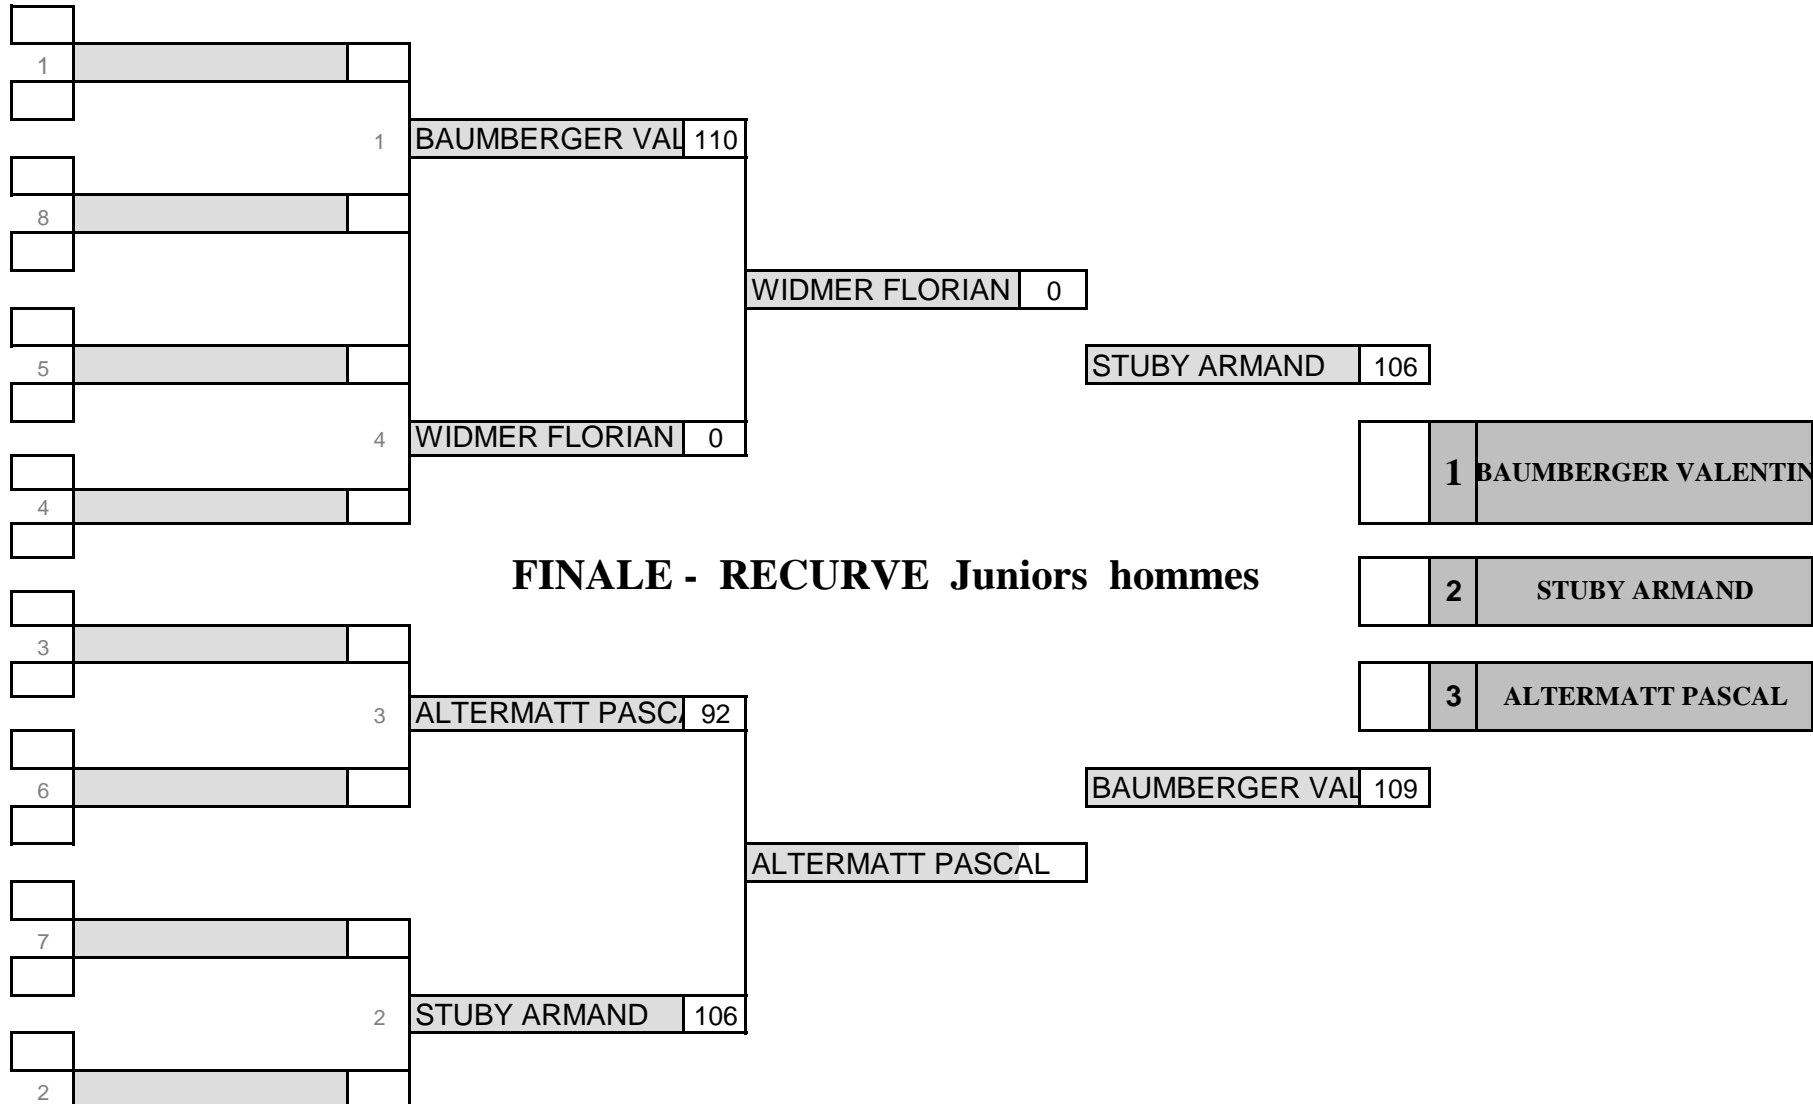 1
1 BAUMBERGER VAL 110
8
WIDMER FLORIAN 0
5
STUBY ARMAND 106
4 WIDMER FLORIAN 0
1 BAUMBERGER VALENTIN
4
FINALE - RECURVE Juniors hommes
2 STUBY ARMAND
3
3 ALTERMATT PASCAL
3 ALTERMATT PASCA 92
6
BAUMBERGER VAL 109
ALTERMATT PASCAL
7
2 STUBY ARMAND 106
2